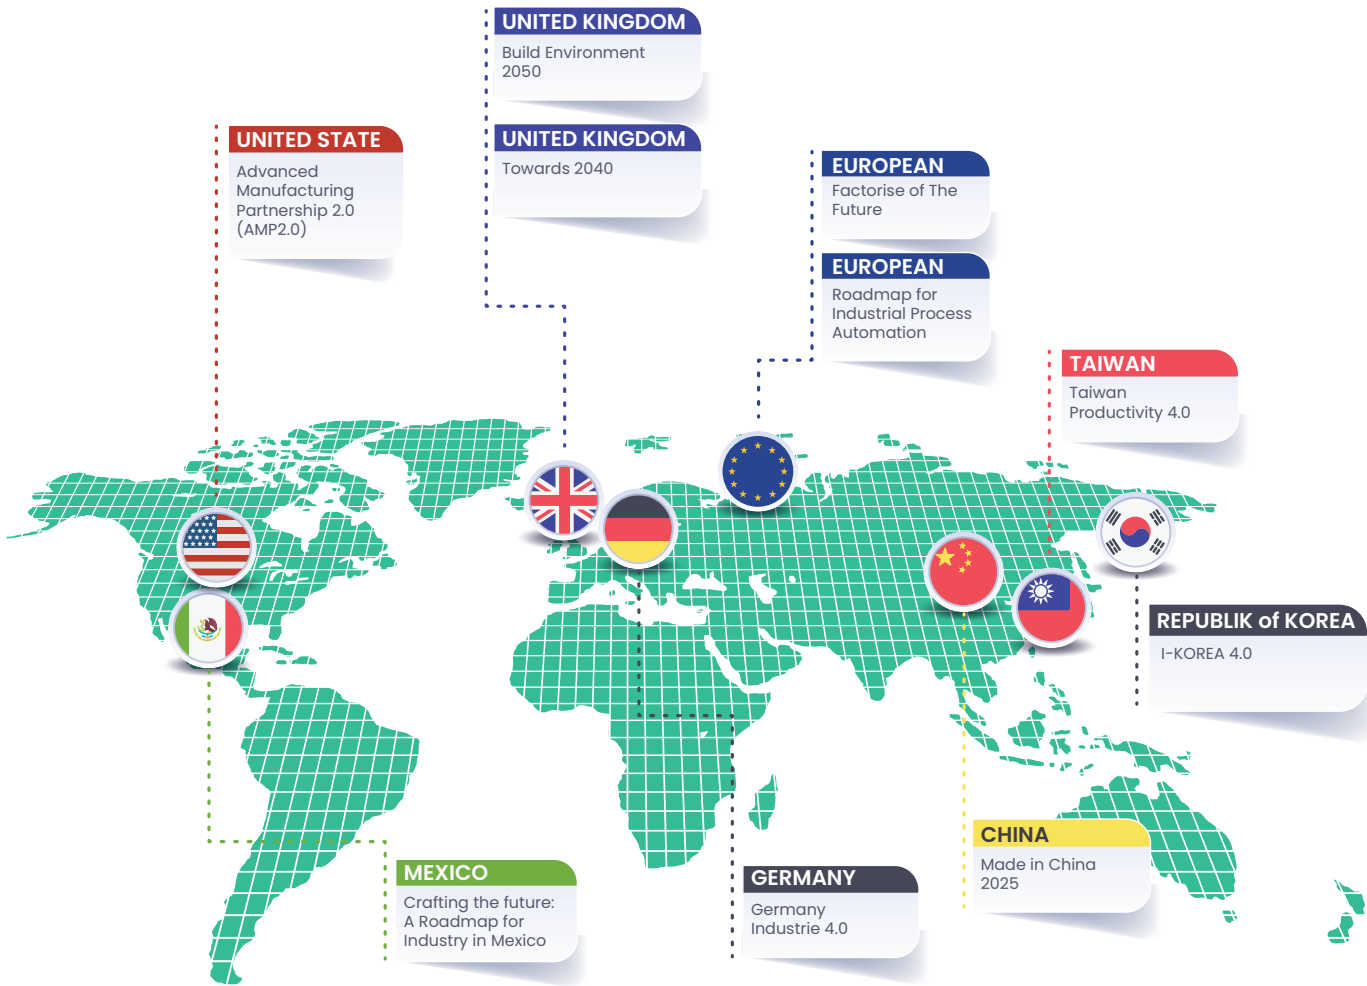 UNITED KINGDOM
Build Environment
2050
UNITED KINGDOM
Towards 2040
UNITED STATE
Advanced
Manufacturing
Partnership 2.0
(AMP2.0)
EUROPEAN
Factorise of The
Future
EUROPEAN
Roadmap for
Industrial Process
Automation
TAIWAN
Taiwan
Productivity 4.0
REPUBLIK of KOREA
I-KOREA 4.0
CHINA
Made in China
2025
MEXICO
Crafting the future:
A Roadmap for
Industry in Mexico
GERMANY
Germany
Industrie 4.0